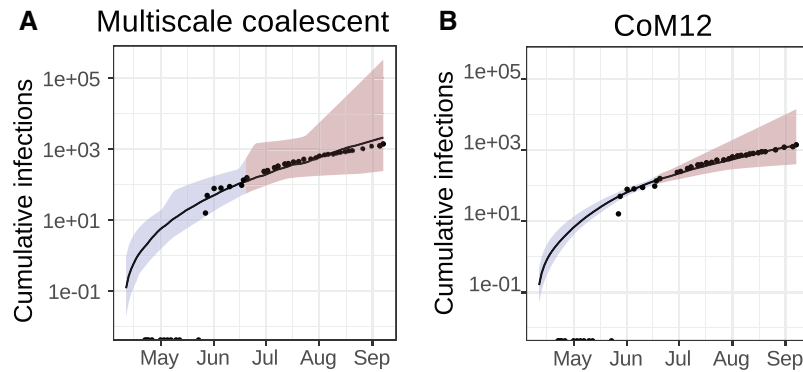 A Multiscale coalescent
Cumulative infections
1e+05
1e+03
1e+01
1e-01
May Jun Jul Aug Sep
B CoM12
Cumulative infections
1e+05
1e+03
1e+01
1e-01
May Jun Jul Aug Sep